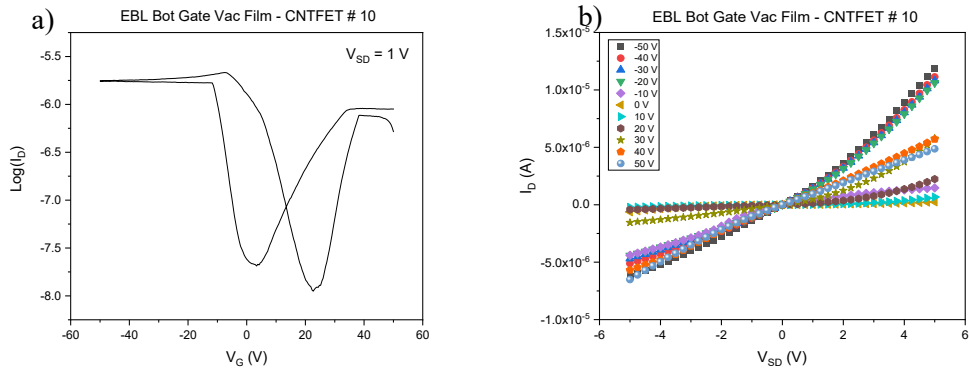 a)
EBL Bot Gate Vac Film - CNTFET # 10
V_SD = 1 V
-5.5
-6.0
-6.5
-7.0
-7.5
-8.0
Log(I_D)
-60 -40 -20 0 20 40 60
V_G (V)
b)
EBL Bot Gate Vac Film - CNTFET # 10
-50 V
-40 V
-30 V
-20 V
-10 V
0 V
10 V
20 V
30 V
40 V
50 V
1.5x10⁻⁵
1.0x10⁻⁵
5.0x10⁻⁶
0.0
-5.0x10⁻⁶
-1.0x10⁻⁵
I_D (A)
-6 -4 -2 0 2 4 6
V_SD (V)